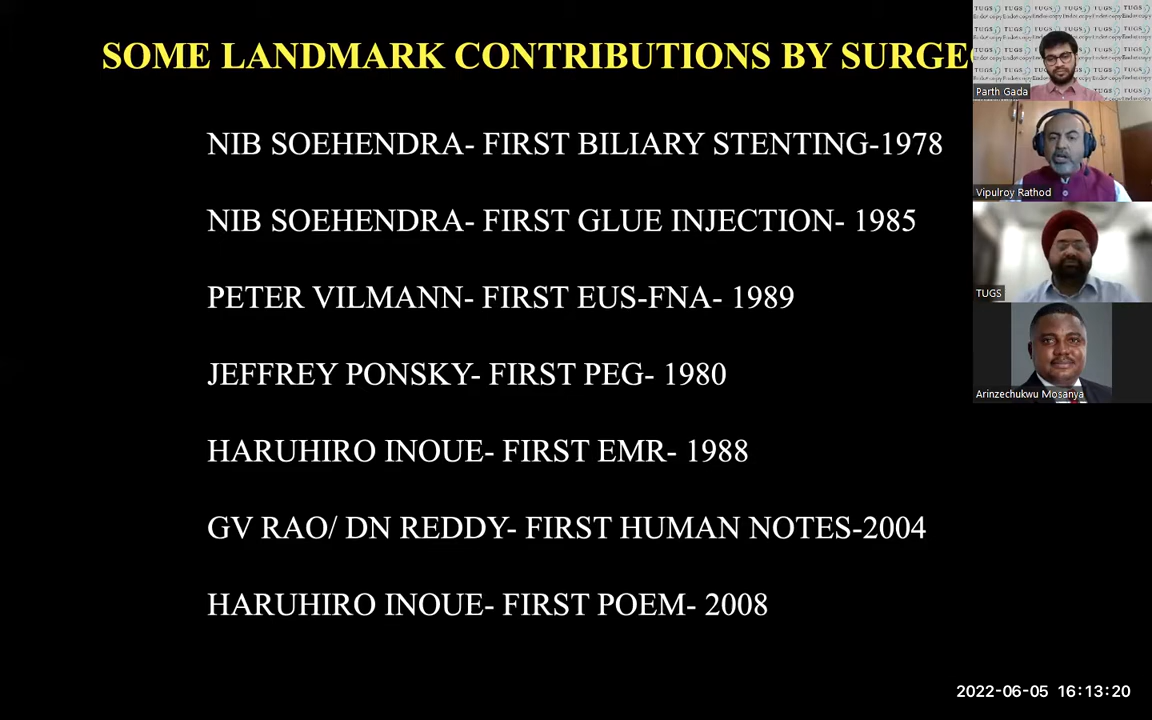 SOME LANDMARK CONTRIBUTIONS BY SURGE
NIB SOEHENDRA- FIRST BILIARY STENTING-1978
NIB SOEHENDRA- FIRST GLUE INJECTION- 1985
PETER VILMANN- FIRST EUS-FNA- 1989
JEFFREY PONSKY- FIRST PEG- 1980
HARUHIRO INOUE- FIRST EMR- 1988
GV RAO/ DN REDDY- FIRST HUMAN NOTES-2004
HARUHIRO INOUE- FIRST POEM- 2008
TUGS
Parth Gada
Vipulroy Rathod
TUGS
Arinzechukwu Mosanya
2022-06-05 16:13:20